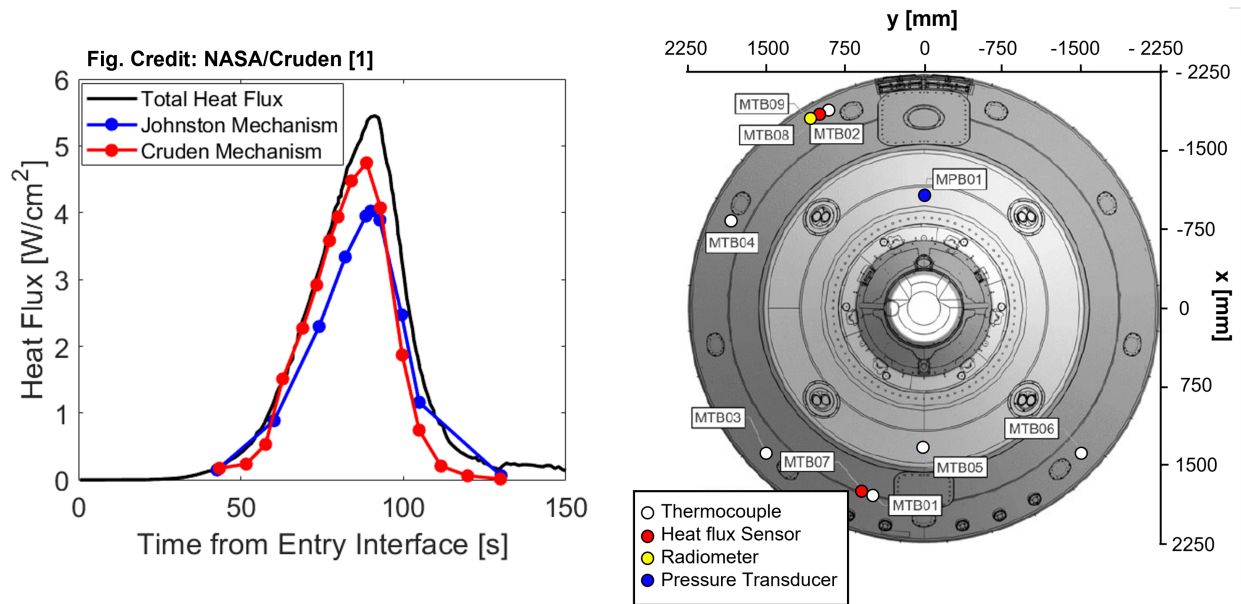 Fig. Credit: NASA/Cruden [1]
6
5
4
3
2
1
0
Heat Flux [W/cm2]
Total Heat Flux
Johnston Mechanism
Cruden Mechanism
0 50 100 150
Time from Entry Interface [s]
y [mm]
2250 1500 750 0 -750 -1500 - 2250
- 2250
-1500
-750
0
750
1500
2250
x [mm]
MTB09
MTB08
MTB02
MPB01
MTB04
MTB03
MTB06
MTB07
MTB05
MTB01
Thermocouple
Heat flux Sensor
Radiometer
Pressure Transducer